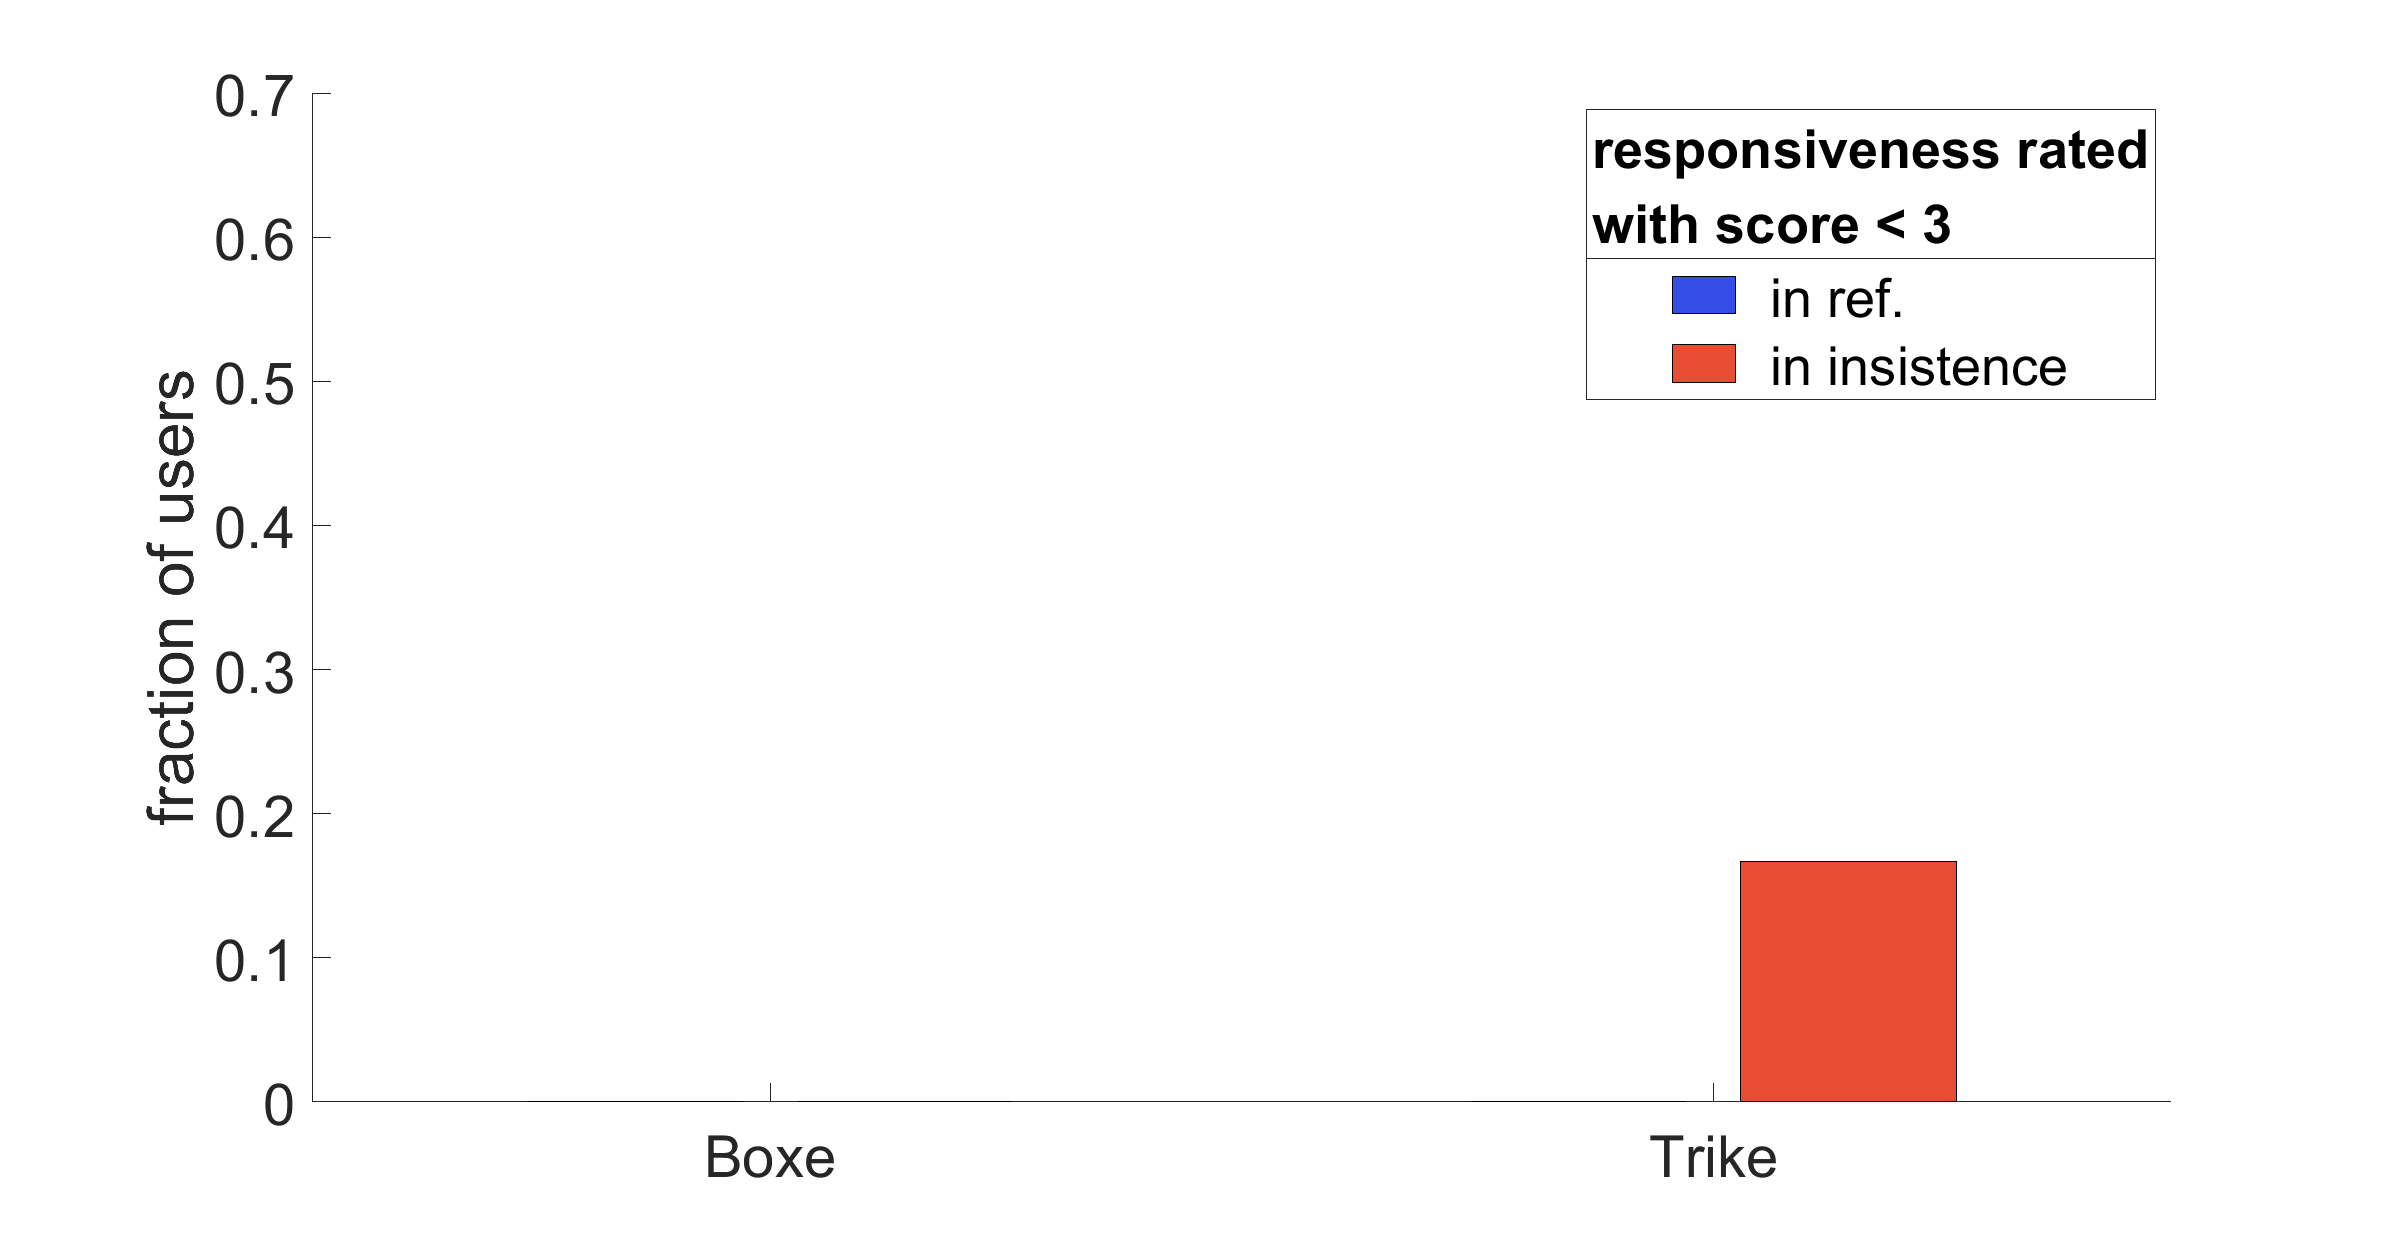 0.7
0.6
0.5
0.4
0.3
0.2
0.1
0
fraction of users
responsiveness rated
with score < 3
in ref.
in insistence
Boxe
Trike